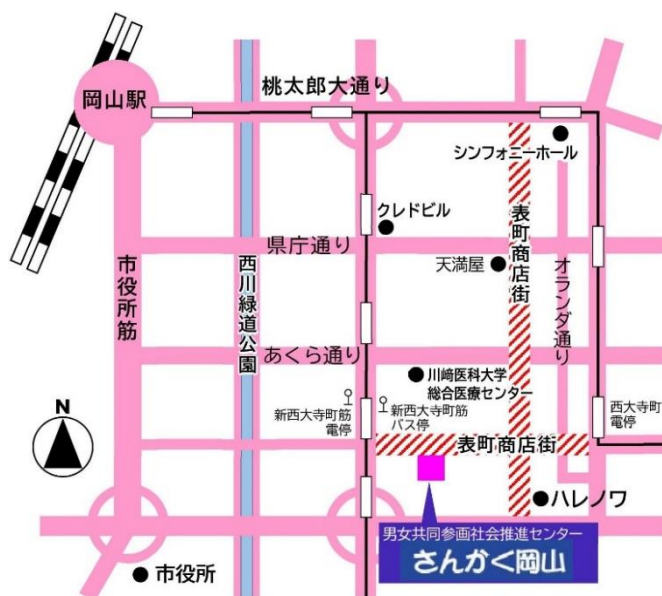 岡山駅
桃太郎大通り
シンフォニーホール
クレドビル
県庁通り
天満屋
表町商店街
オランダ通り
市役所筋
西川緑道公園
あくら通り
川﨑医科大学
総合医療センター
新西大寺町筋
電停
新西大寺町筋
バス停
西大寺町
電停
N
表町商店街
ハレノワ
男女共同参画社会推進センター
さんかく岡山
市役所